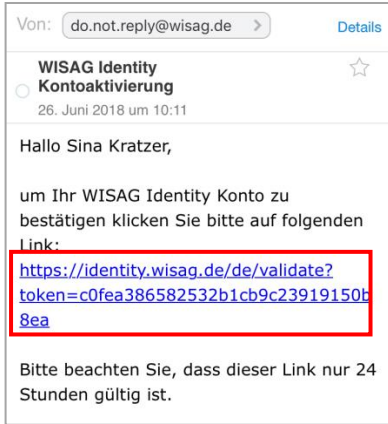 Von: do.not.reply@wisag.de > Details
WISAG Identity
Kontoaktivierung
26. Juni 2018 um 10:11
Hallo Sina Kratzer,
um Ihr WISAG Identity Konto zu
bestätigen klicken Sie bitte auf folgenden
Link:
https://identity.wisag.de/de/validate?
token=c0fea386582532b1cb9c23919150b
8ea
Bitte beachten Sie, dass dieser Link nur 24
Stunden gültig ist.